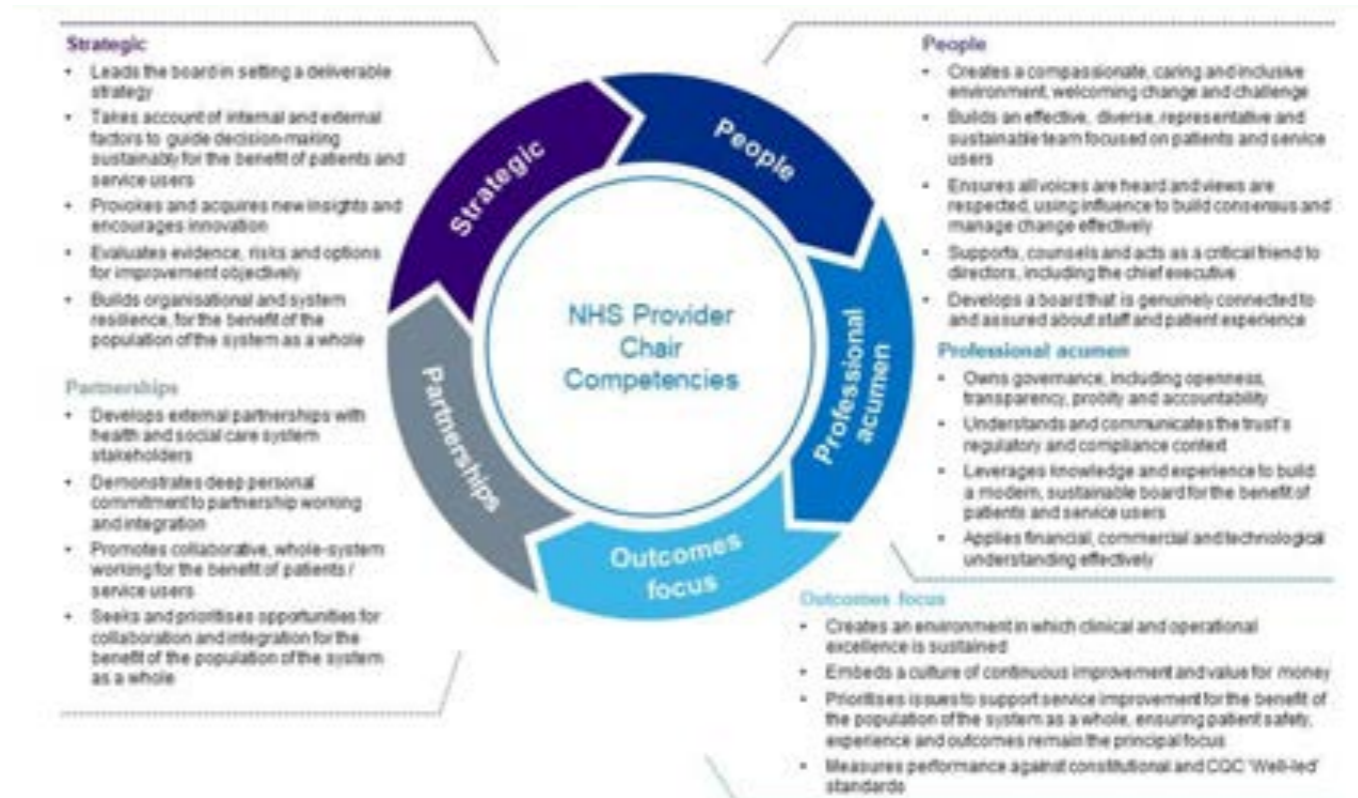 Strategic
• Leads the board in setting a deliverable
strategy
• Takes account of internal and external
factors to guide decision-making
sustainably for the benefit of patients and
service users
• Provokes and acquires new insights and
encourages innovation
• Evaluates evidence, risks and options
for improvement objectively
• Builds organisational and system
resilience, for the benefit of the
population of the system as a whole
Partnerships
• Develops external partnerships with
health and social care system
stakeholders
• Demonstrates deep personal
commitment to partnership working
and integration
• Promotes collaborative, whole-system
working for the benefit of patients /
service users
• Seeks and prioritises opportunities for
collaboration and integration for the
benefit of the population of the system
as a whole
Strategic
People
Professional
acumen
Outcomes
focus
Partnerships
NHS Provider
Chair
Competencies
People
• Creates a compassionate, caring and inclusive
environment, welcoming change and challenge
• Builds an effective, diverse, representative and
sustainable team focused on patients and service
users
• Ensures all voices are heard and views are
respected, using influence to build consensus and
manage change effectively
• Supports, counsels and acts as a critical friend to
directors, including the chief executive
• Develops a board that is genuinely connected to
and assured about staff and patient experience
Professional acumen
• Owns governance, including openness,
transparency, probity and accountability
• Understands and communicates the trust's
regulatory and compliance context
• Leverages knowledge and experience to build
a modern, sustainable board for the benefit of
patients and service users
• Applies financial, commercial and technological
understanding effectively
Outcomes focus
• Creates an environment in which clinical and operational
excellence is sustained
• Embeds a culture of continuous improvement and value for money
• Prioritises issues to support service improvement for the benefit of
the population of the system as a whole, ensuring patient safety,
experience and outcomes remain the principal focus
• Measures performance against constitutional and CQC 'Well-led'
standards